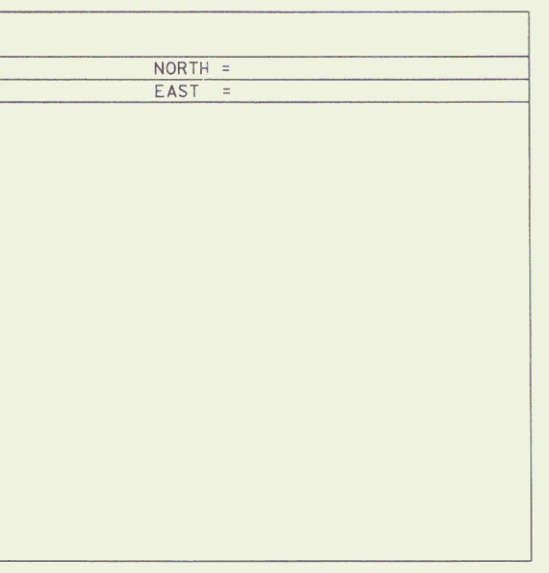 NORTH =
EAST =